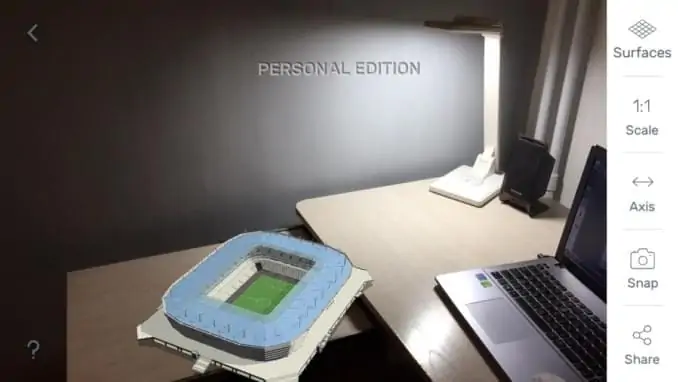 PERSONAL EDITION
Surfaces
1:1
Scale
Axis
Snap
Share
?